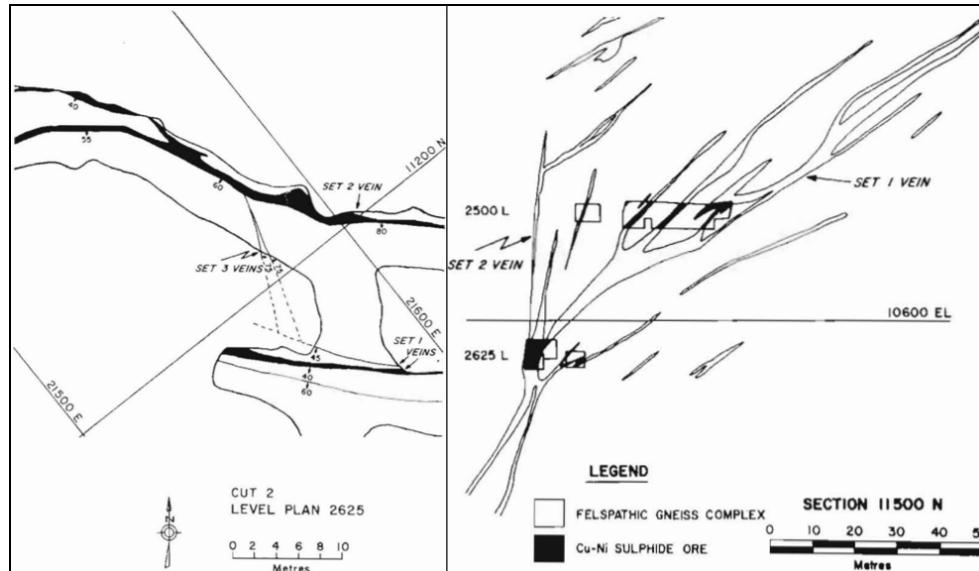 40
55
60
11200 N
SET 2 VEIN
80
SET 3 VEINS
21600 E
SET 1
VEINS
45
40
60
21500 E
CUT 2
LEVEL PLAN 2625
N
0 2 4 6 8 10
Metres
SET 1 VEIN
2500 L
SET 2 VEIN
10600 EL
2625 L
LEGEND
FELSPATHIC GNEISS COMPLEX
Cu-Ni SULPHIDE ORE
SECTION 11500 N
0 10 20 30 40
Metres